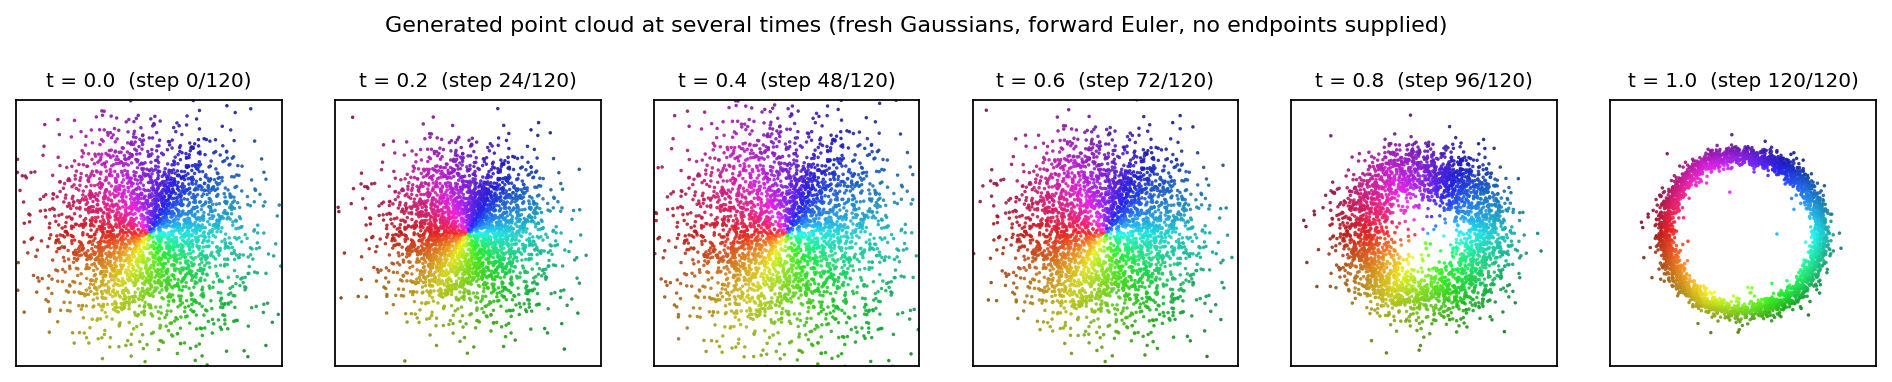 Generated point cloud at several times (fresh Gaussians, forward Euler, no endpoints supplied)
t = 0.0 (step 0/120)
t = 0.2 (step 24/120)
t = 0.4 (step 48/120)
t = 0.6 (step 72/120)
t = 0.8 (step 96/120)
t = 1.0 (step 120/120)